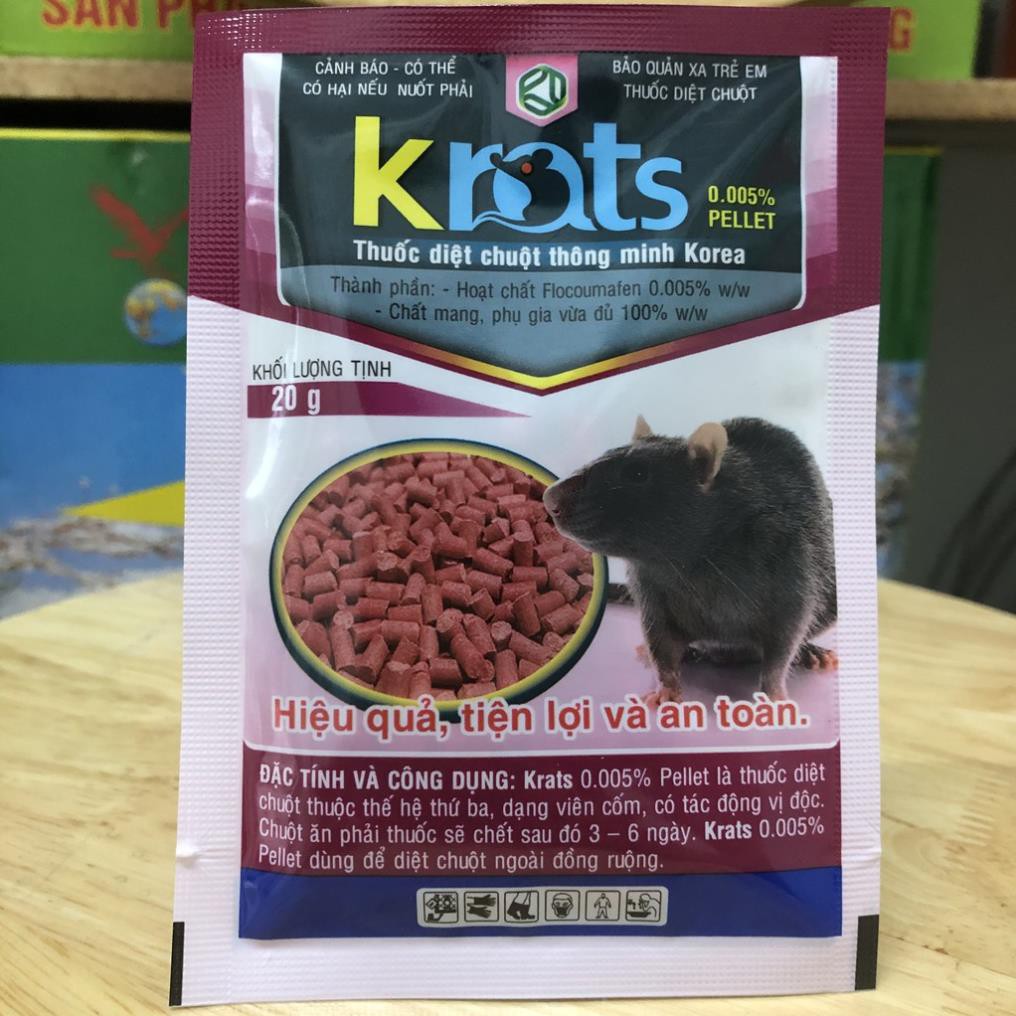 SẢN PH
G
CẢNH BÁO - CÓ THỂ
CÓ HẠI NẾU NUỐT PHẢI
BẢO QUẢN XA TRẺ EM
THUỐC DIỆT CHUỘT
Krats
0.005%
PELLET
Thuốc diệt chuột thông minh Korea
Thành phần: - Hoạt chất Flocoumafen 0.005% w/w
- Chất mang, phụ gia vừa đủ 100% w/w
KHỐI LƯỢNG TỊNH
20 g
Hiệu quả, tiện lợi và an toàn.
ĐẶC TÍNH VÀ CÔNG DỤNG: Krats 0.005% Pellet là thuốc diệt
chuột thuộc thế hệ thứ ba, dạng viên cốm, có tác động vị độc.
Chuột ăn phải thuốc sẽ chết sau đó 3 – 6 ngày. Krats 0.005%
Pellet dùng để diệt chuột ngoài đồng ruộng.